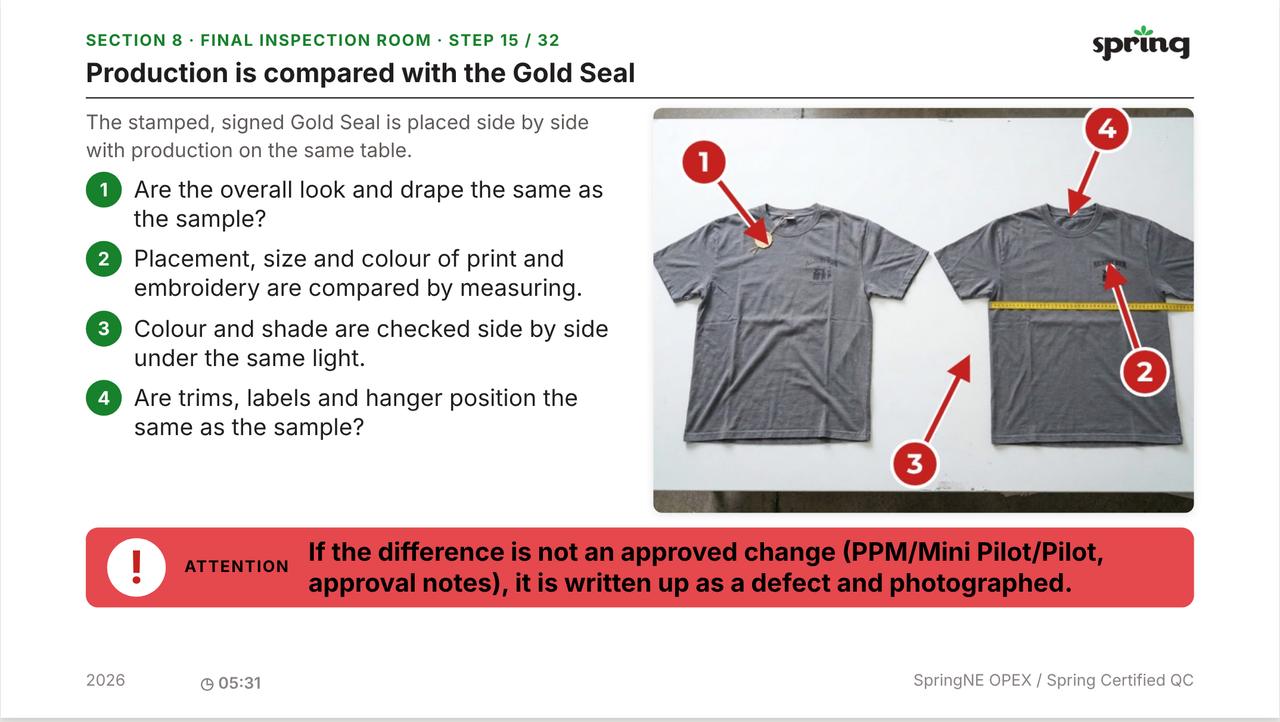 SECTION 8 · FINAL INSPECTION ROOM · STEP 15 / 32
spring
Production is compared with the Gold Seal
The stamped, signed Gold Seal is placed side by side
with production on the same table.
1 Are the overall look and drape the same as
the sample?
2 Placement, size and colour of print and
embroidery are compared by measuring.
3 Colour and shade are checked side by side
under the same light.
4 Are trims, labels and hanger position the
same as the sample?
1
4
2
3
! ATTENTION
If the difference is not an approved change (PPM/Mini Pilot/Pilot,
approval notes), it is written up as a defect and photographed.
2026
05:31
SpringNE OPEX / Spring Certified QC